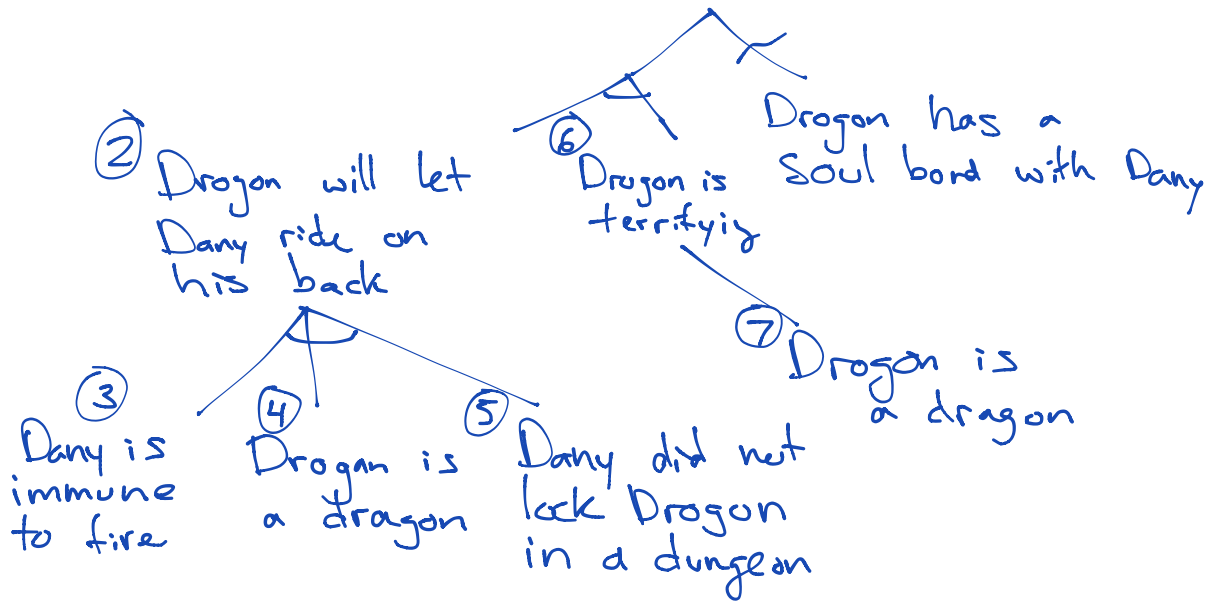 Drogon has a
soul bond with Dany
2
Drogon will let
Dany ride on
his back
6
Drogon is
terrifyig
7
Drogon is
a dragon
3
Dany is
immune
to fire
4
Drogan is
a dragon
5
Dany did not
lock Drogon
in a dungeon